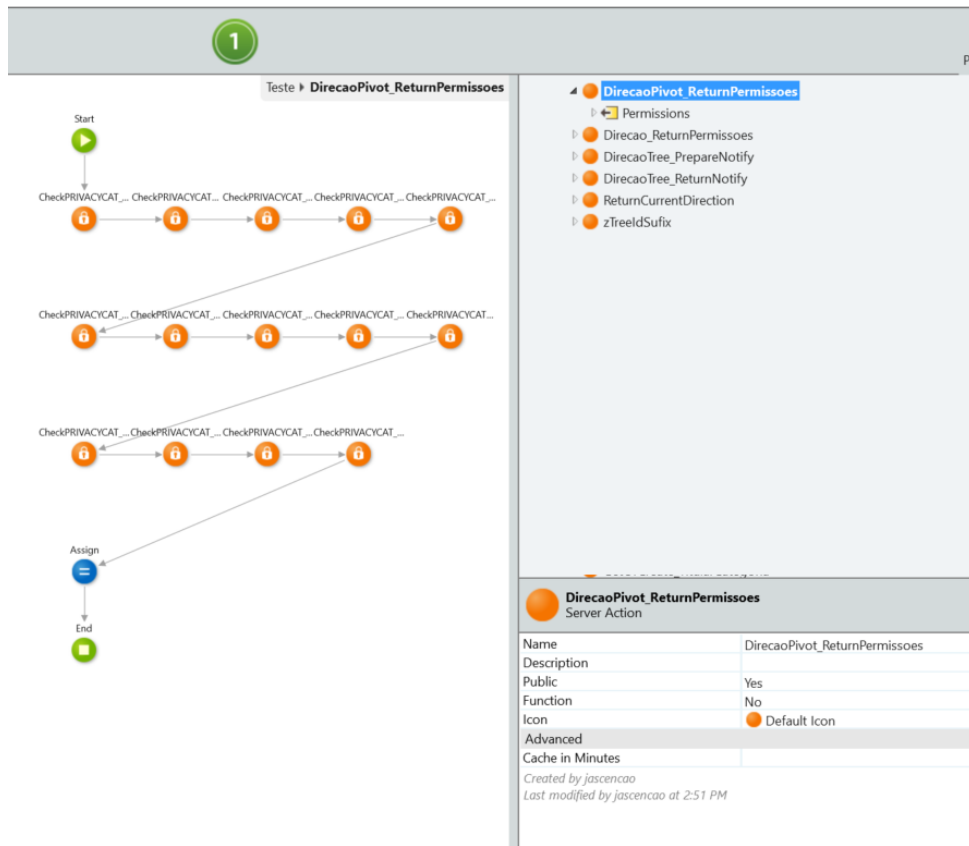 1
P
Teste DirecaoPivot_ReturnPermissoes
Start
CheckPRIVACYCAT_... CheckPRIVACYCAT... CheckPRIVACYCAT_... CheckPRIVACYCAT_... CheckPRIVACYCAT_...
CheckPRIVACYCAT_... CheckPRIVACYCAT_... CheckPRIVACYCAT_... CheckPRIVACYCAT_... CheckPRIVACYCAT...
CheckPRIVACYCAT_... CheckPRIVACYCAT_... CheckPRIVACYCAT_... CheckPRIVACYCAT_...
Assign
End
DirecaoPivot_ReturnPermissoes
Permissions
Direcao_ReturnPermissoes
DirecaoTree_PrepareNotify
DirecaoTree_ReturnNotify
ReturnCurrentDirection
zTreeIdSufix
DirecaoPivot_ReturnPermissoes
Server Action
Name DirecaoPivot_ReturnPermissoes
Description
Public Yes
Function No
Icon Default Icon
Advanced
Cache in Minutes
Created by jascencao
Last modified by jascencao at 2:51 PM